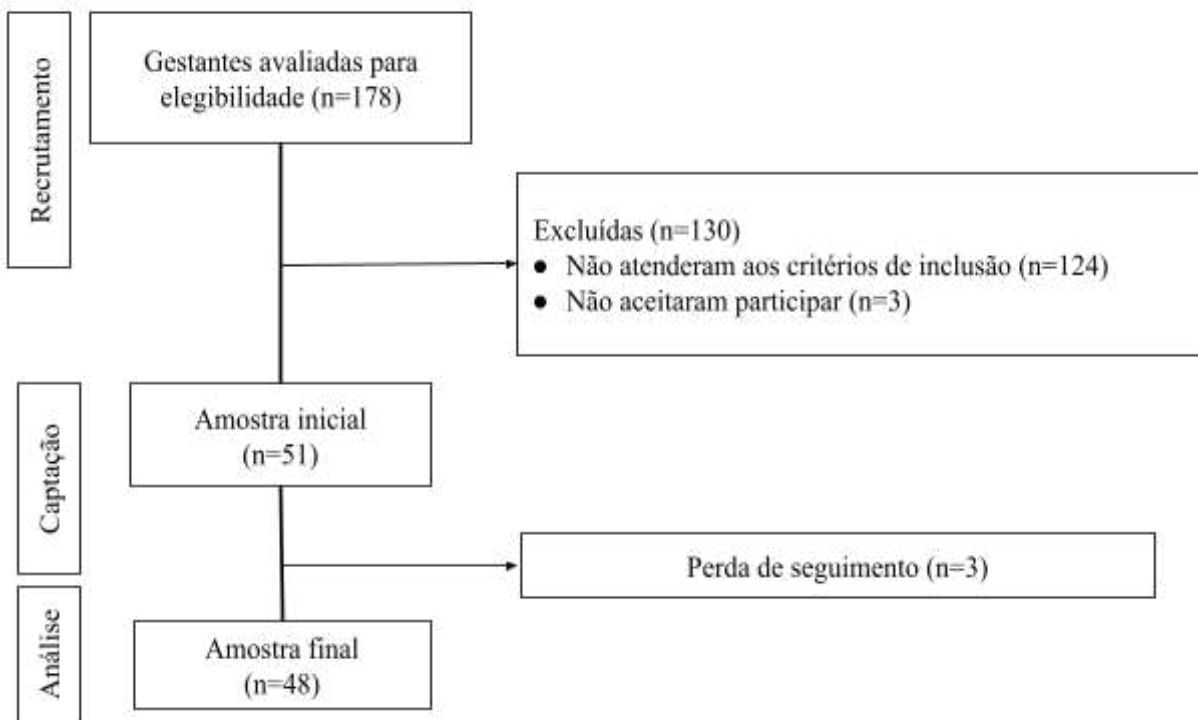 Recrutamento
Gestantes avaliadas para
elegibilidade (n=178)
Excluídas (n=130)
● Não atenderam aos critérios de inclusão (n=124)
● Não aceitaram participar (n=3)
Captação
Amostra inicial
(n=51)
Perda de seguimento (n=3)
Análise
Amostra final
(n=48)